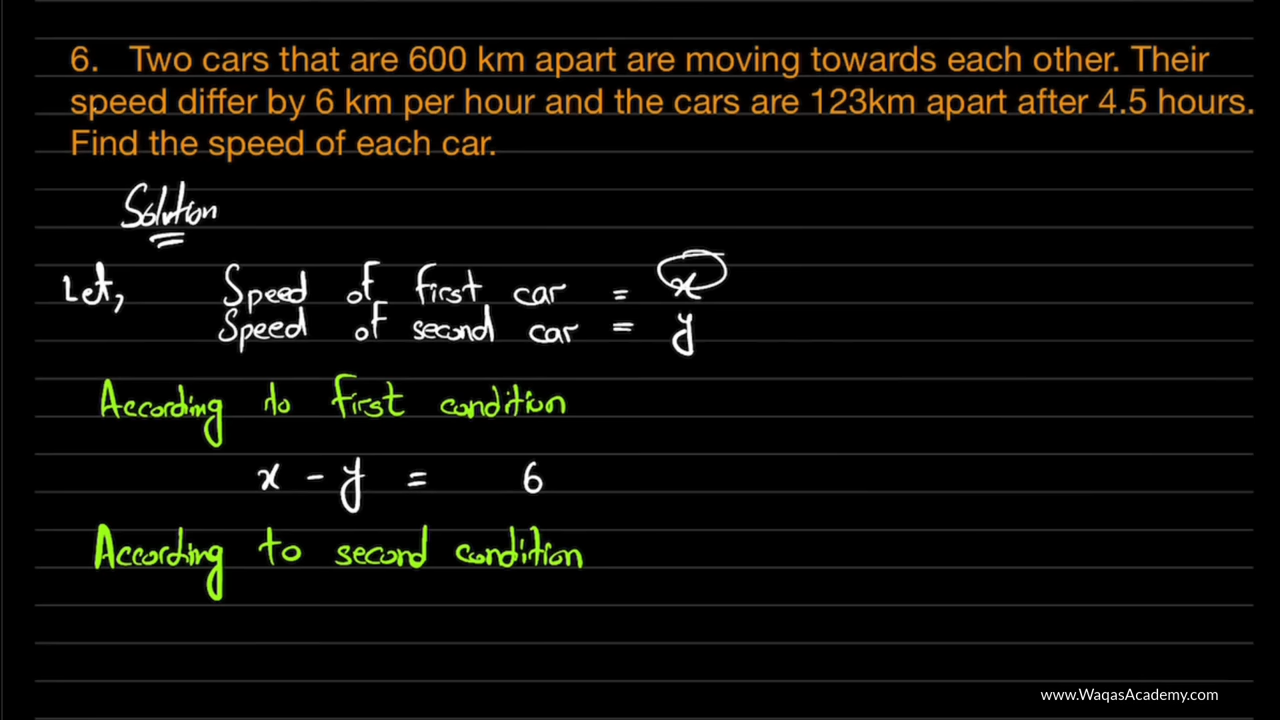 6. Two cars that are 600 km apart are moving towards each other. Their
speed differ by 6 km per hour and the cars are 123km apart after 4.5 hours.
Find the speed of each car.
Solution
Let, Speed of first car = x
Speed of second car = y
According to first condition
x - y = 6
According to second condition
www.WaqasAcademy.com